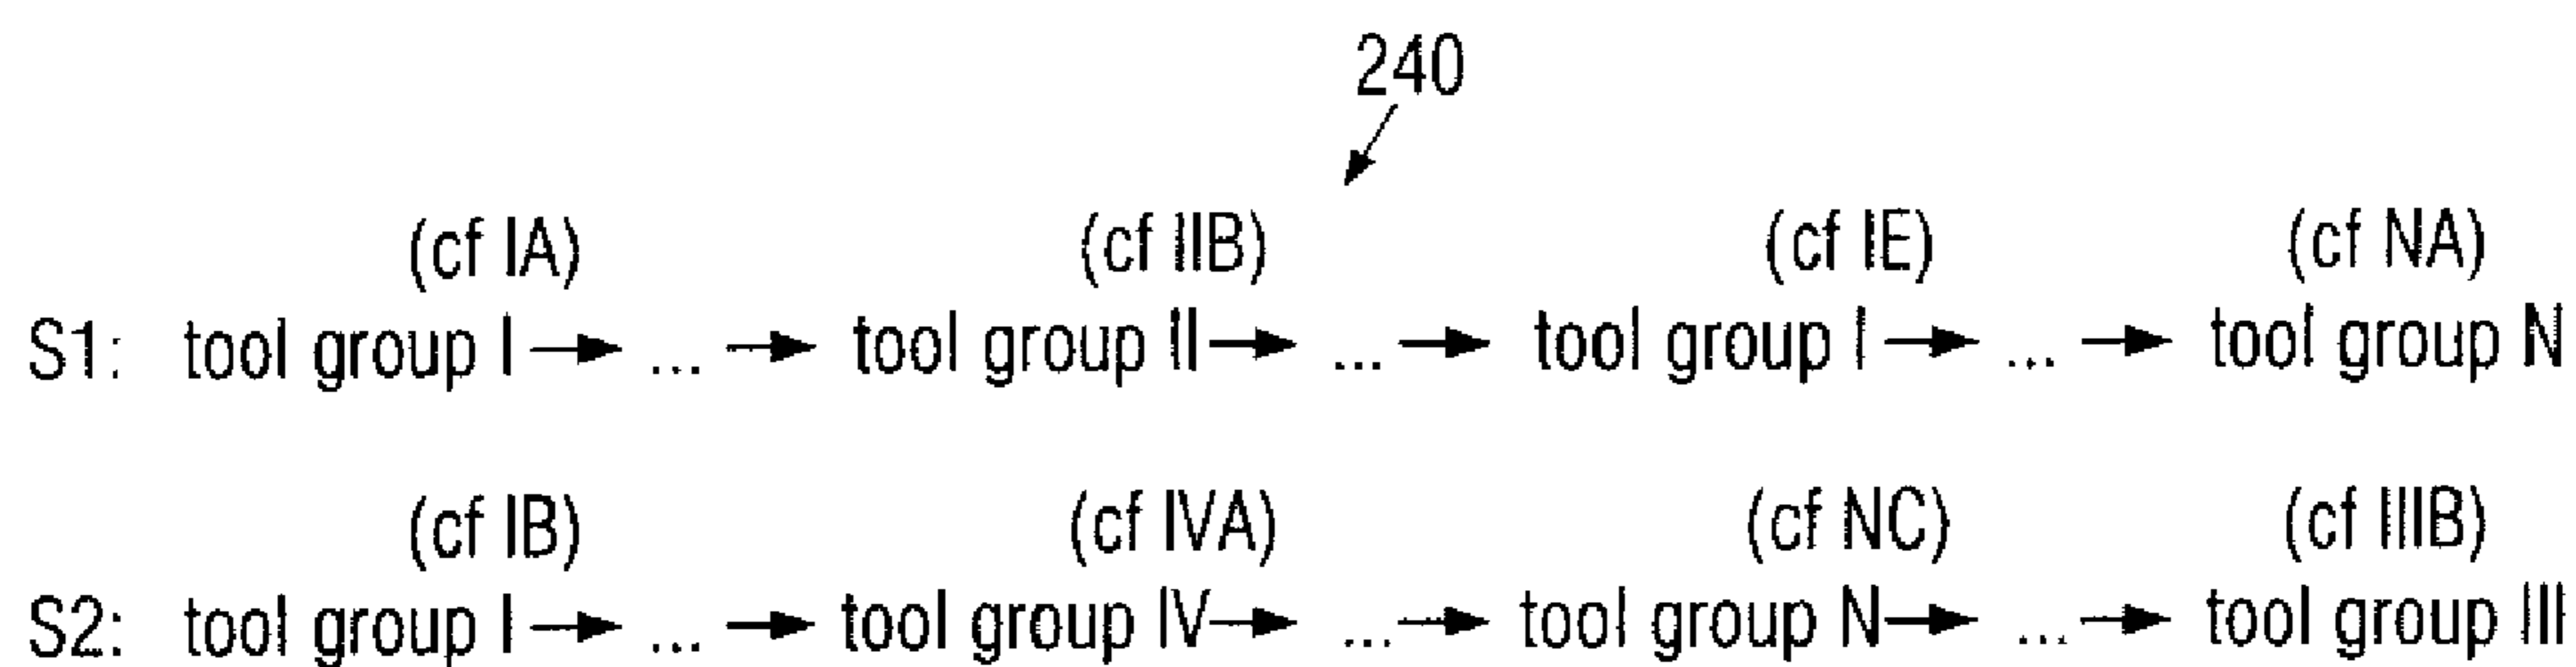 240
(cf IA) (cf IIB) (cf IE) (cf NA)
S1: tool group I → ... → tool group II → ... → tool group I → ... → tool group N
(cf IB) (cf IVA) (cf NC) (cf IIIB)
S2: tool group I → ... → tool group IV → ... → tool group N → ... → tool group III